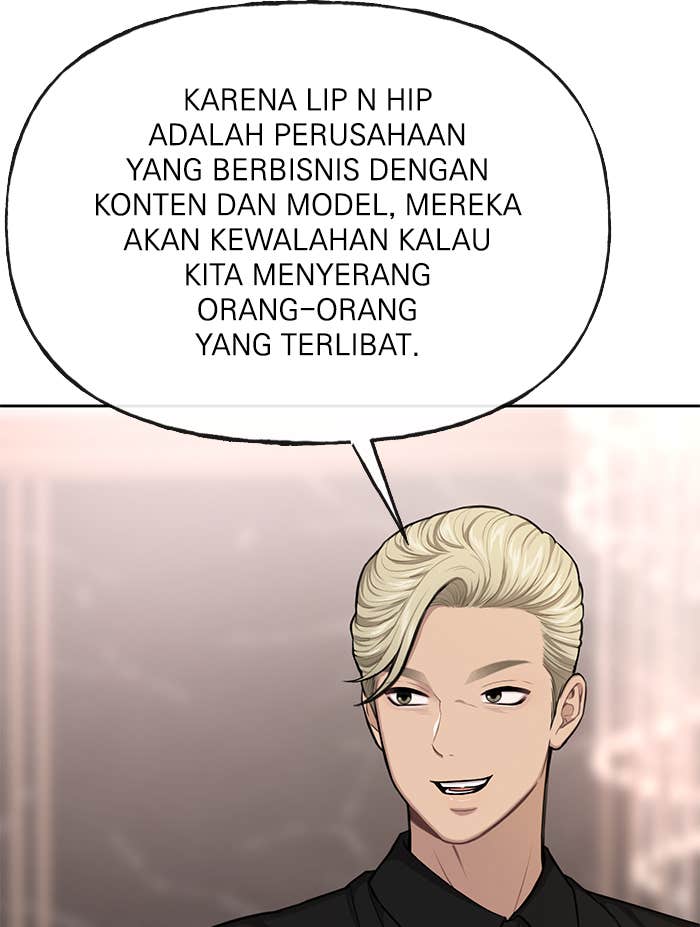 KARENA LIP N HIP
ADALAH PERUSAHAAN
YANG BERBISNIS DENGAN
KONTEN DAN MODEL, MEREKA
AKAN KEWALAHAN KALAU
KITA MENYERANG
ORANG-ORANG
YANG TERLIBAT.